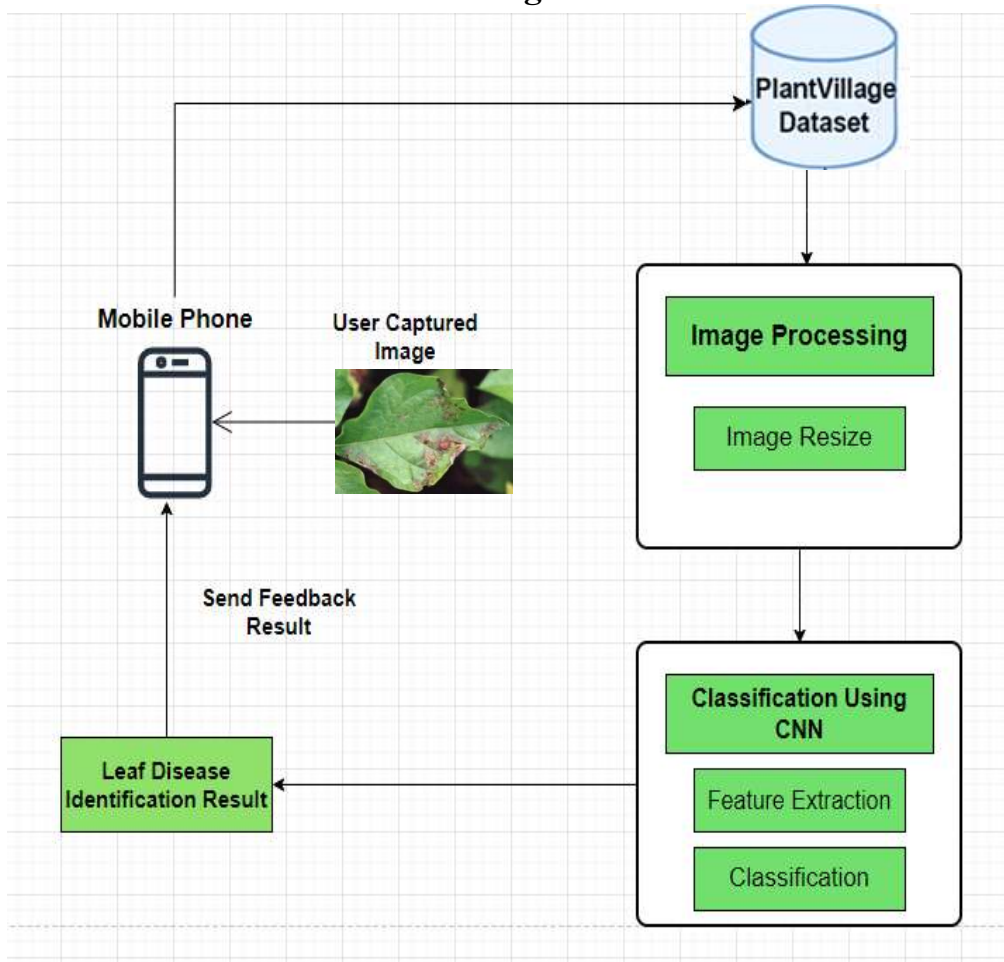 PlantVillage
Dataset
Mobile Phone
User Captured
Image
Image Processing
Image Resize
Send Feedback
Result
Classification Using
CNN
Feature Extraction
Classification
Leaf Disease
Identification Result